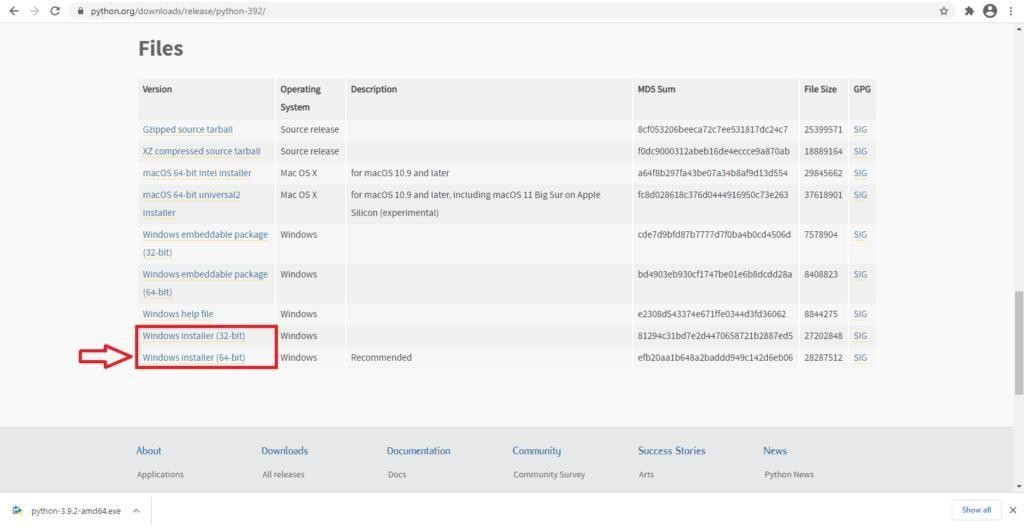 python.org/downloads/release/python-392/
Files
Version Operating System Description MD5 Sum File Size GPG
Gzipped source tarball Source release 8cf053206beeca72c7ee531817dc24c7 25399571 SIG
XZ compressed source tarball Source release f0dc9000312abeb16de4eccce9a870ab 18889164 SIG
macOS 64-bit Intel installer Mac OS X for macOS 10.9 and later a64f8b297fa43be07a34b8af9d13d554 29845662 SIG
macOS 64-bit universal2 installer Mac OS X for macOS 10.9 and later, including macOS 11 Big Sur on Apple Silicon (experimental) fc8d028618c376d0444916950c73e263 37618901 SIG
Windows embeddable package (32-bit) Windows cde7d9bfd87b7777d7f0ba4b0cd4506d 7578904 SIG
Windows embeddable package (64-bit) Windows bd4903eb930cf1747be01e6b8dcdd28a 8408823 SIG
Windows help file Windows e2308d543374e671ffe0344d3fd36062 8844275 SIG
Windows installer (32-bit) Windows 81294c31bd7e2d4470658721b2887ed5 27202848 SIG
Windows installer (64-bit) Windows Recommended efb20aa1b648a2baddd949c142d6eb06 28287512 SIG
About Downloads Documentation Community Success Stories News
Applications All releases Docs Community Survey Arts Python News
python-3.9.2-amd64.exe Show all